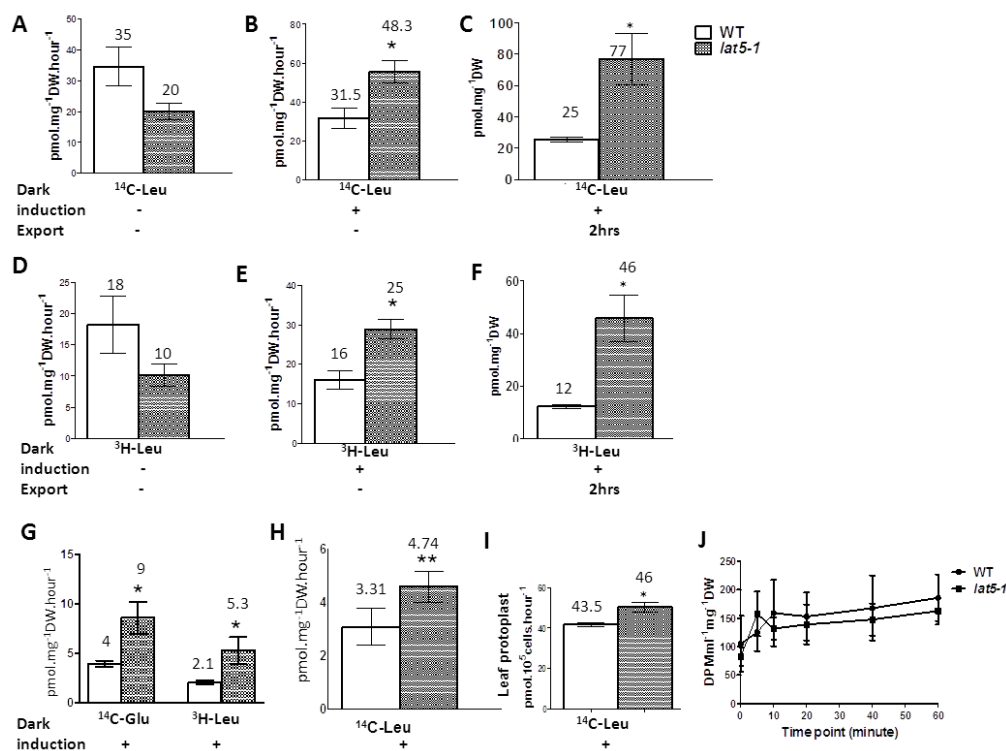 A
pmol.mg⁻¹DW.hour⁻¹
50
40
30
20
10
0
35
20
B
pmol.mg⁻¹DW.hour⁻¹
80
60
40
20
0
31.5
48.3
*
C
pmol.mg⁻¹DW
100
80
60
40
20
0
25
77
*
WT
lat5-1
¹⁴C-Leu ¹⁴C-Leu ¹⁴C-Leu
Dark
induction - + +
Export - - 2hrs
D
pmol.mg⁻¹DW.hour⁻¹
25
20
15
10
5
0
18
10
E
pmol.mg⁻¹DW.hour⁻¹
40
30
20
10
0
16
25
*
F
pmol.mg⁻¹DW
60
40
20
0
12
46
*
³H-Leu ³H-Leu ³H-Leu
Dark
induction - + +
Export - - 2hrs
G
pmol.mg⁻¹DW.hour⁻¹
15
10
5
0
4
9
*
2.1
5.3
*
¹⁴C-Glu ³H-Leu
H
pmol.mg⁻¹DW.hour⁻¹
6
4
2
0
3.31
4.74
**
¹⁴C-Leu
I
Leaf protoplast
pmol.10⁵cells.hour⁻¹
60
40
20
0
43.5
46
*
¹⁴C-Leu
Dark
induction + + + +
J
DPMml⁻¹mg⁻¹DW
250
200
150
100
50
0
0 10 20 30 40 50 60
Time point (minute)
WT
lat5-1